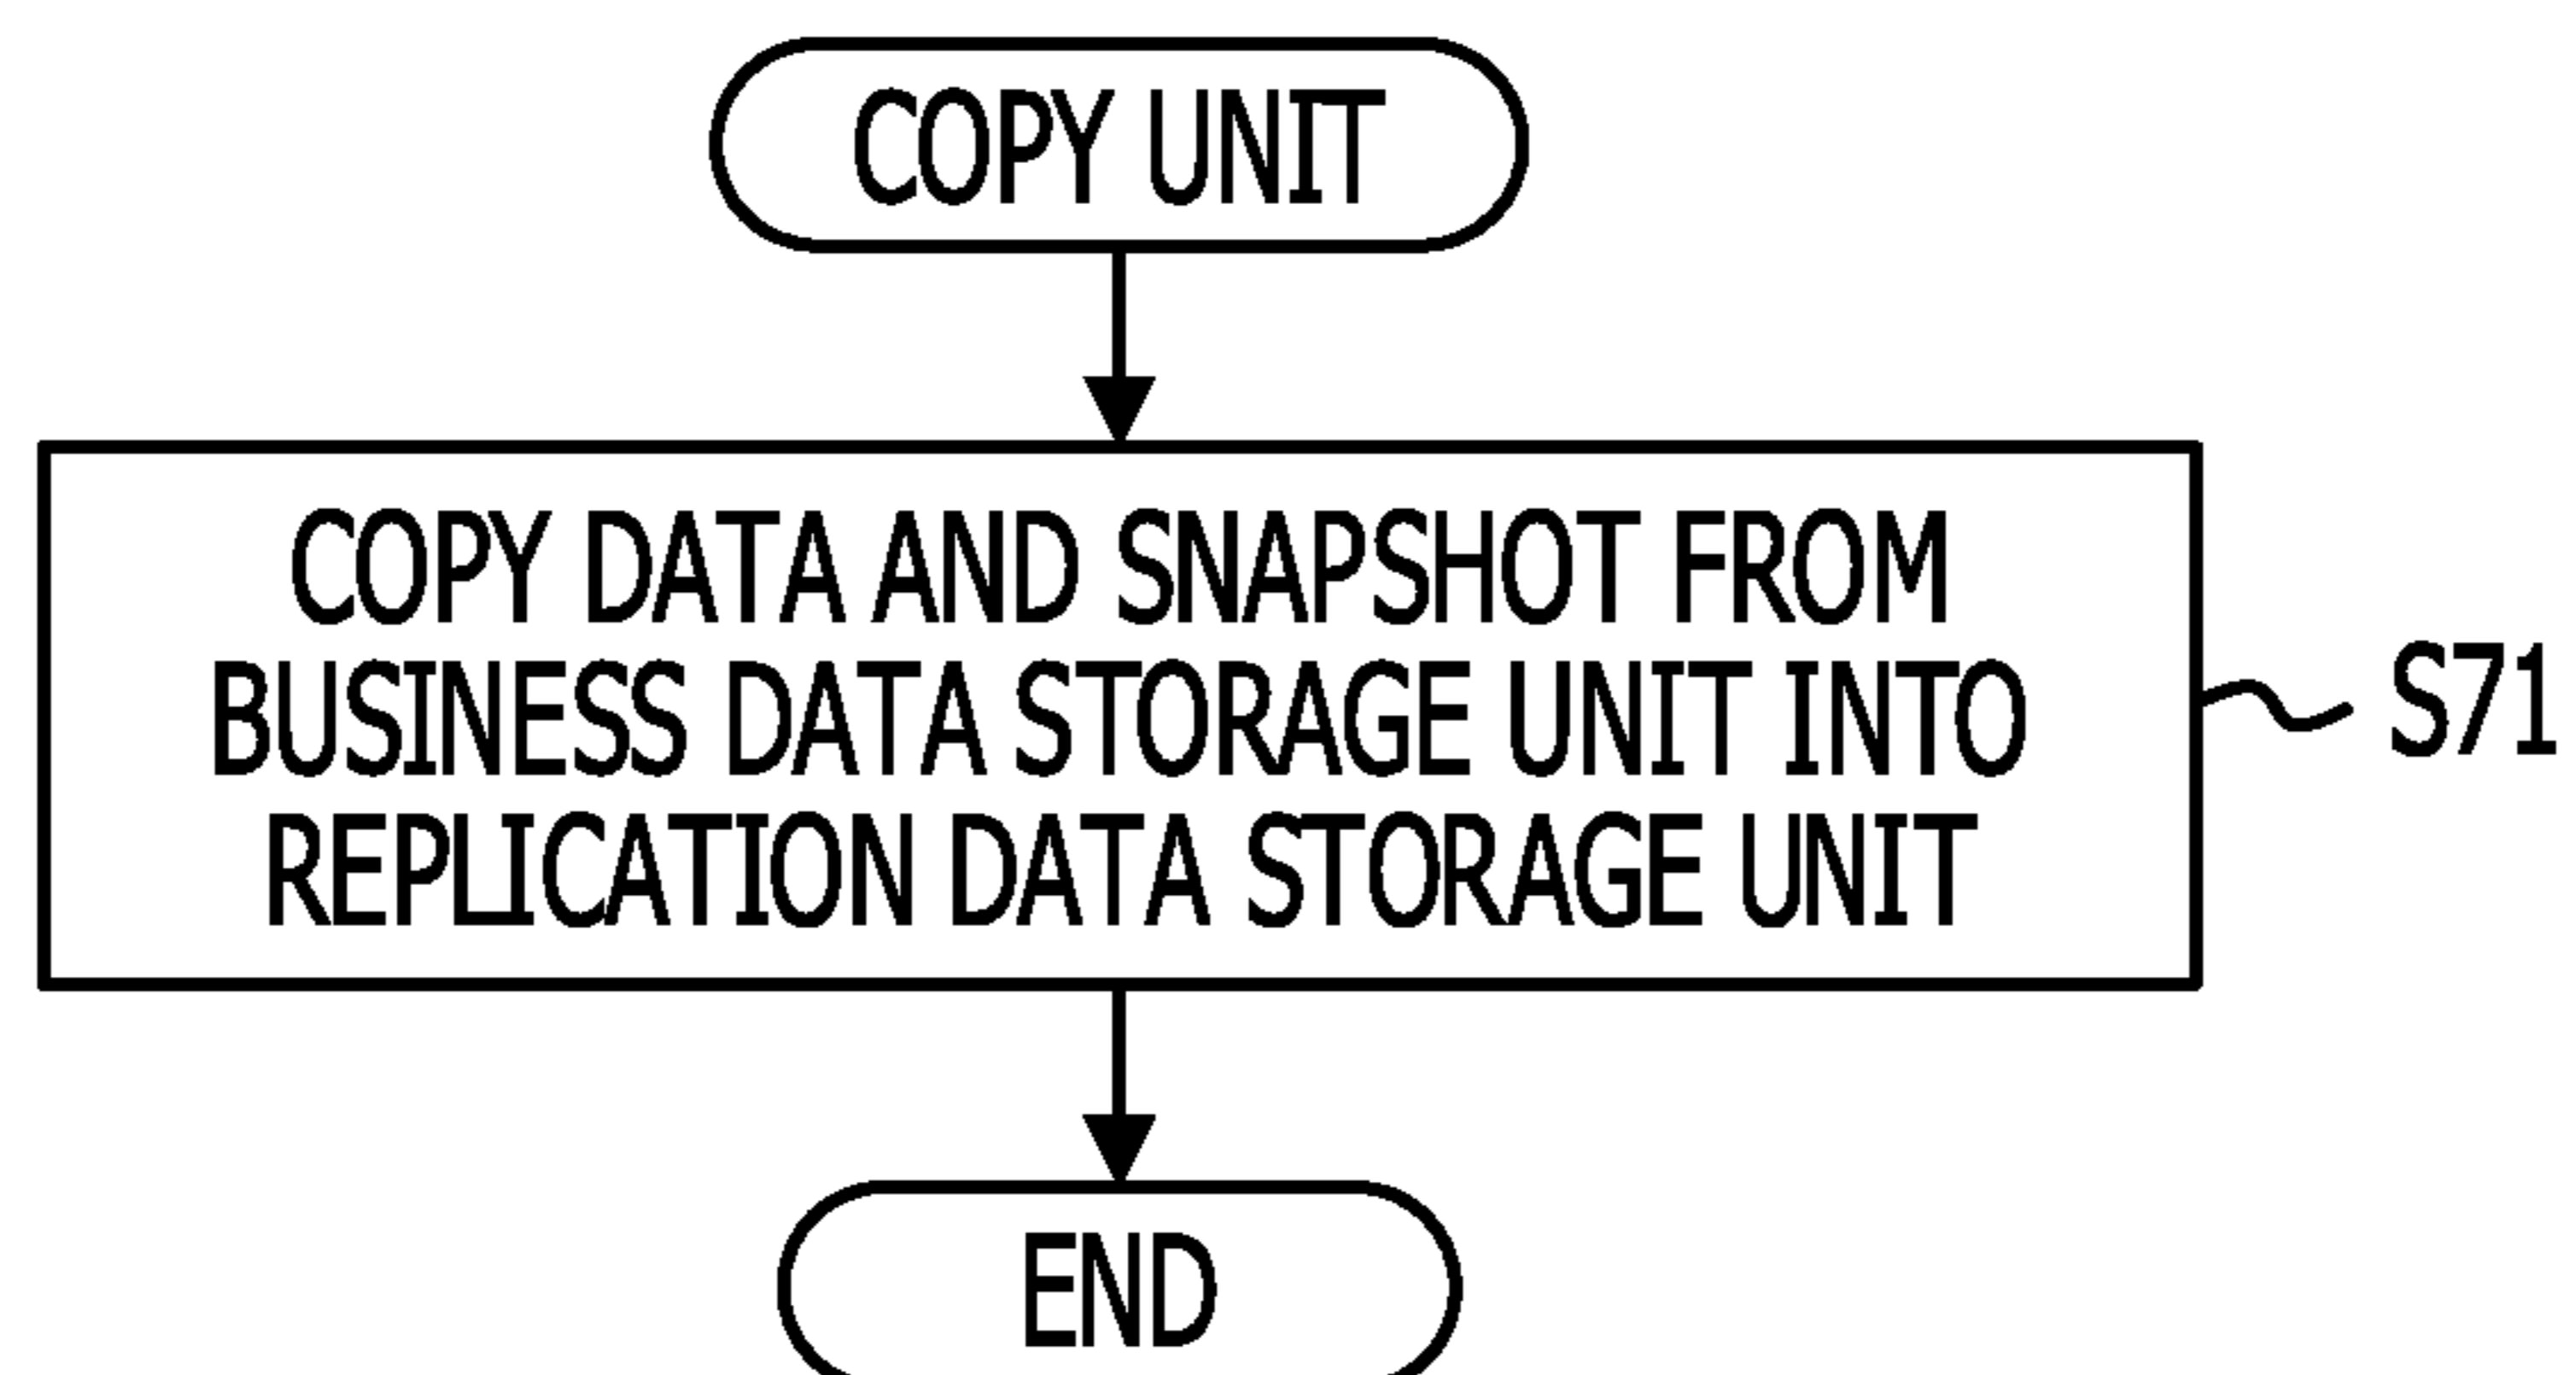 COPY UNIT
COPY DATA AND SNAPSHOT FROM
BUSINESS DATA STORAGE UNIT INTO
REPLICATION DATA STORAGE UNIT
S71
END